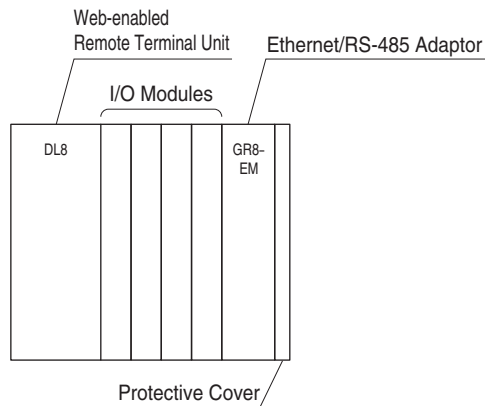 Web-enabled
Remote Terminal Unit
Ethernet/RS-485 Adaptor
I/O Modules
DL8
GR8-
EM
Protective Cover